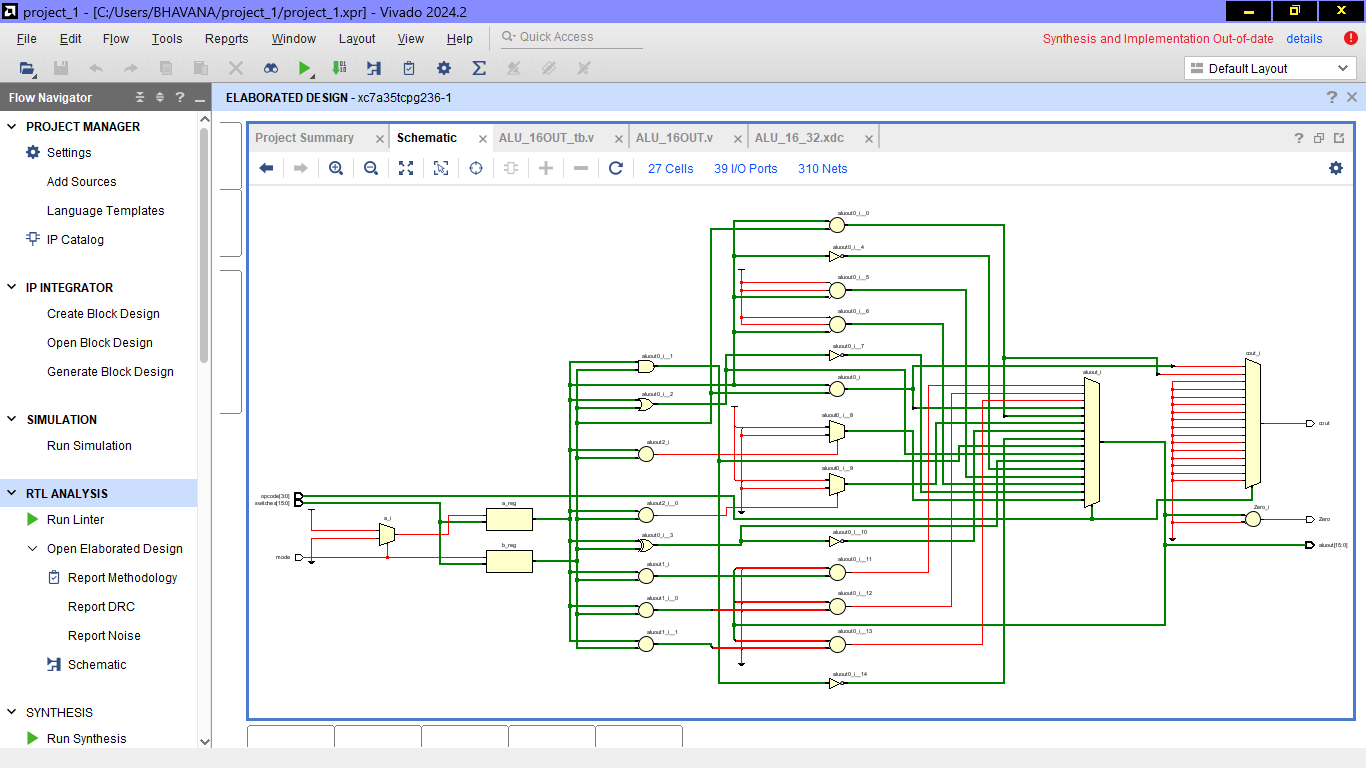 project_1 - [C:/Users/BHAVANA/project_1/project_1.xpr] - Vivado 2024.2
File Edit Flow Tools Reports Window Layout View Help Quick Access
Synthesis and Implementation Out-of-date details
Default Layout
Flow Navigator
ELABORATED DESIGN - xc7a35tcpg236-1
PROJECT MANAGER
Settings
Add Sources
Language Templates
IP Catalog
IP INTEGRATOR
Create Block Design
Open Block Design
Generate Block Design
SIMULATION
Run Simulation
RTL ANALYSIS
Run Linter
Open Elaborated Design
Report Methodology
Report DRC
Report Noise
Schematic
SYNTHESIS
Run Synthesis
Project Summary Schematic ALU_16OUT_tb.v ALU_16OUT.v ALU_16_32.xdc
27 Cells 39 I/O Ports 310 Nets
aluout0_i__0
aluout0_i__4
aluout0_i__5
aluout0_i__6
aluout0_i__7
aluout0_i__1
cout_i
aluout0_i
aluout_i
aluout0_i__2
aluout0_i__8
cout
aluout2_i
aluout0_i__9
opcode[3:0]
switches[15:0]
a_reg
aluout2_i__0
Zero_i
a_i
Zero
aluout0_i__3
aluout0_i__10
b_reg
aluout[15:0]
mode
aluout1_i
aluout0_i__11
aluout1_i__0
aluout0_i__12
aluout1_i__1
aluout0_i__13
aluout0_i__14